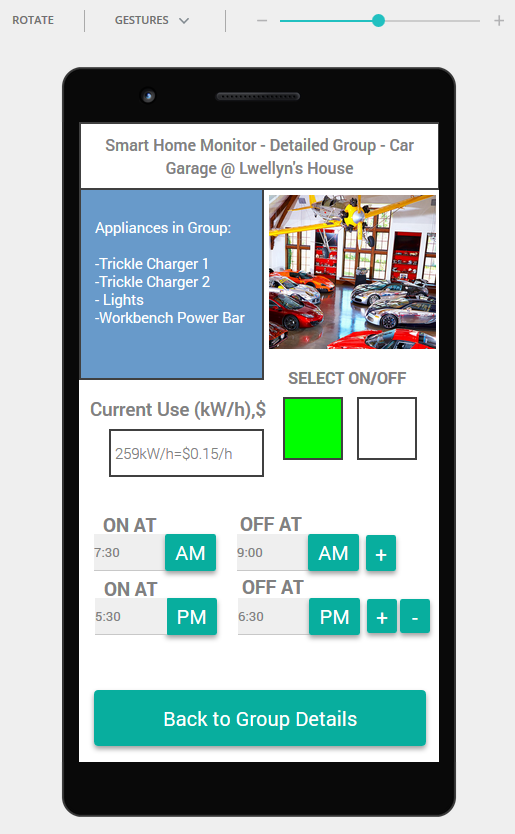 ROTATE
GESTURES
Smart Home Monitor - Detailed Group - Car
Garage @ Lwellyn's House
Appliances in Group:
-Trickle Charger 1
-Trickle Charger 2
- Lights
-Workbench Power Bar
SELECT ON/OFF
Current Use (kW/h),$
259kW/h=$0.15/h
ON AT
OFF AT
7:30 AM 9:00 AM +
ON AT
OFF AT
5:30 PM 6:30 PM + -
Back to Group Details